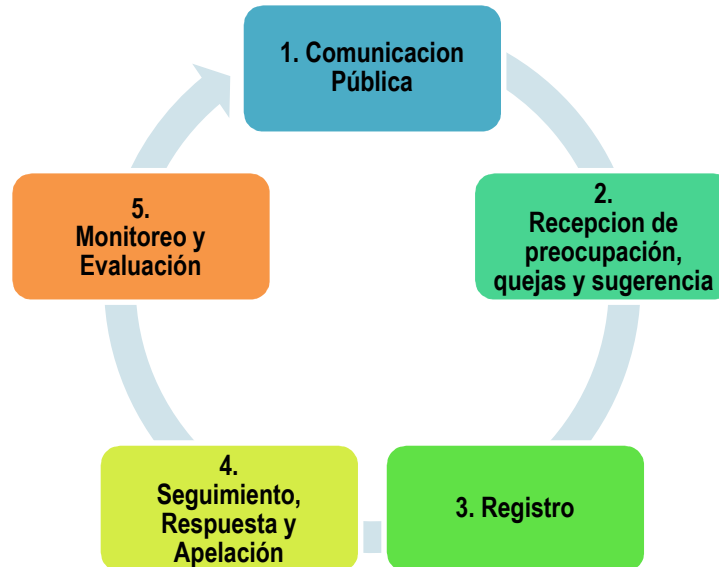 1. Comunicacion
Pública
2.
Recepcion de
preocupación,
quejas y sugerencia
3. Registro
4.
Seguimiento,
Respuesta y
Apelación
5.
Monitoreo y
Evaluación